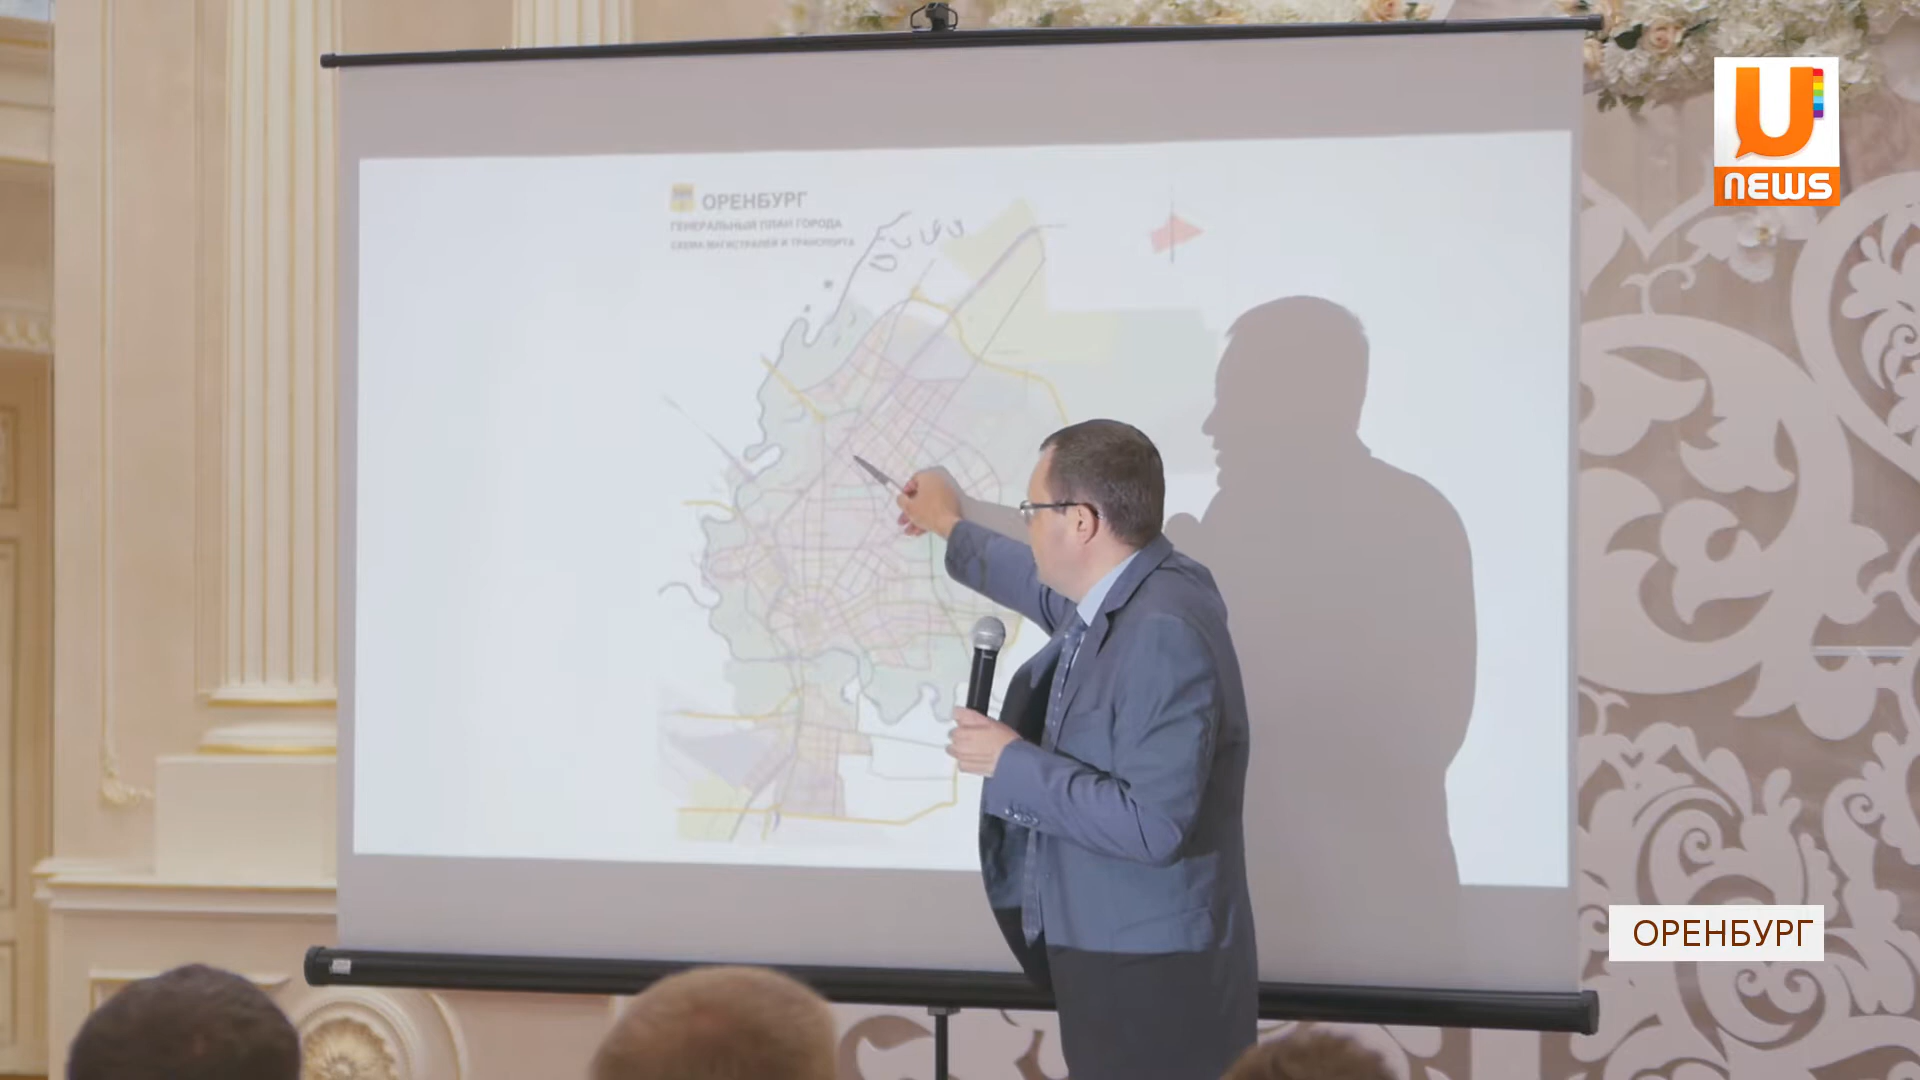 ОРЕНБУРГ
ГЕНЕРАЛЬНЫЙ ПЛАН ГОРОДА
СХЕМА МАГИСТРАЛЕЙ И ТРАНСПОРТА
U
NEWS
ОРЕНБУРГ